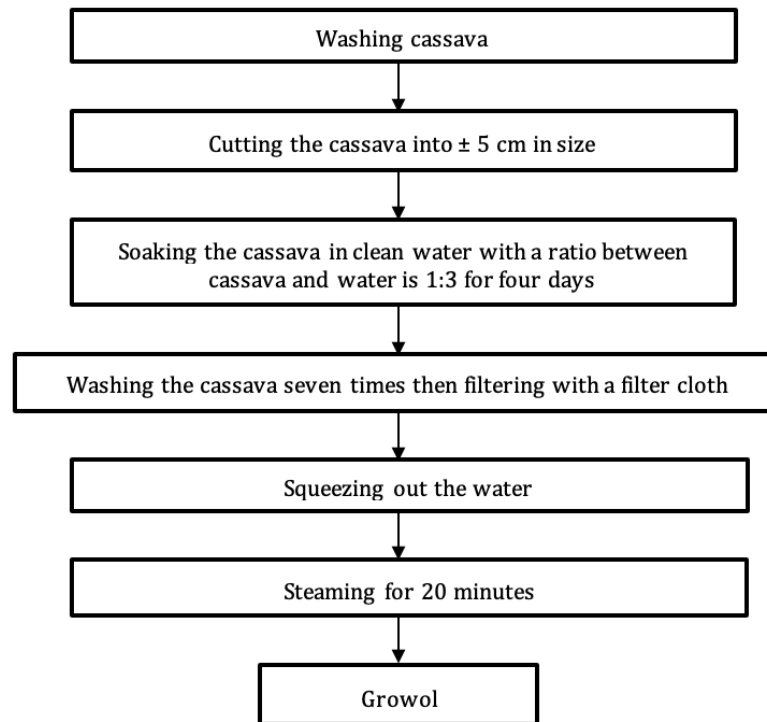 Washing cassava
Cutting the cassava into ± 5 cm in size
Soaking the cassava in clean water with a ratio between
cassava and water is 1:3 for four days
Washing the cassava seven times then filtering with a filter cloth
Squeezing out the water
Steaming for 20 minutes
Growol